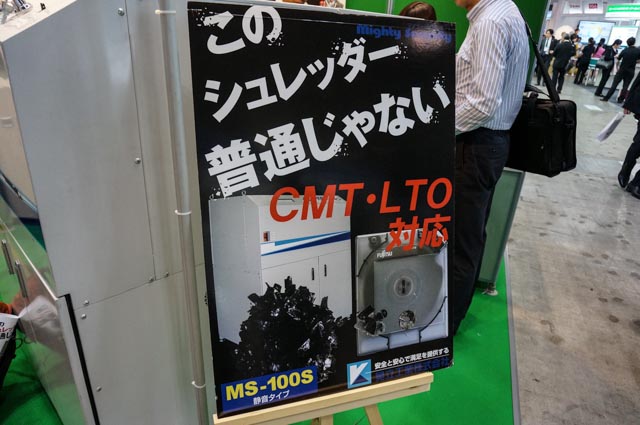 Mighty
この
シュレッダー
普通じゃない
CMT・LTO
対応
FUJITSU
MS-100S
静音タイプ
安全と安心で満足を提供する